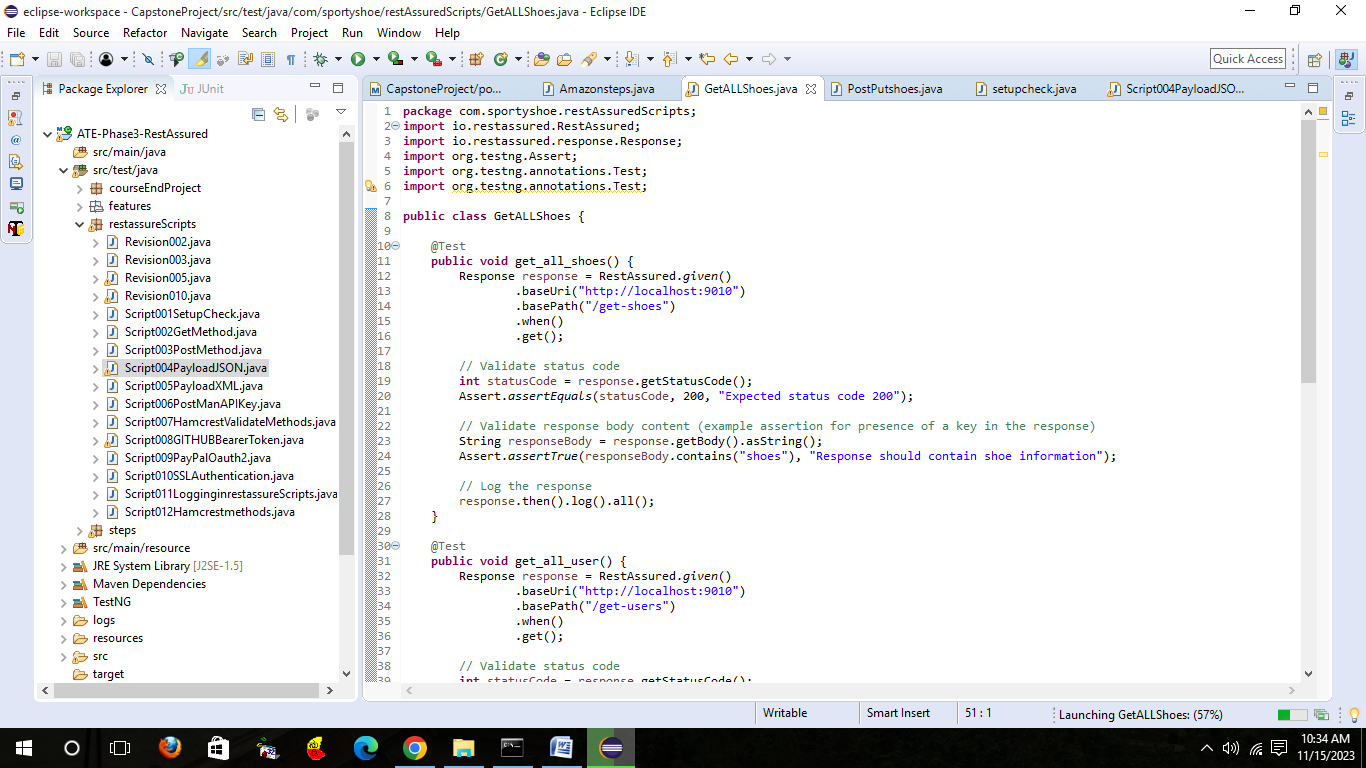 eclipse-workspace - CapstoneProject/src/test/java/com/sportyshoe/restAssuredScripts/GetALLShoes.java - Eclipse IDE
File Edit Source Refactor Navigate Search Project Run Window Help
Quick Access
Package Explorer JUnit
ATE-Phase3-RestAssured
src/main/java
src/test/java
courseEndProject
features
restassureScripts
Revision002.java
Revision003.java
Revision005.java
Revision010.java
Script001SetupCheck.java
Script002GetMethod.java
Script003PostMethod.java
Script004PayloadJSON.java
Script005PayloadXML.java
Script006PostManAPIKey.java
Script007HamcrestValidateMethods.java
Script008GITHUBBearerToken.java
Script009PayPalOauth2.java
Script010SSLAuthentication.java
Script011LogginginrestassureScripts.java
Script012Hamcrestmethods.java
steps
src/main/resource
JRE System Library [J2SE-1.5]
Maven Dependencies
TestNG
logs
resources
src
target
CapstoneProject/po... Amazonsteps.java GetALLShoes.java PostPutshoes.java setupcheck.java Script004PayloadJSO...
1 package com.sportyshoe.restAssuredScripts;
2 import io.restassured.RestAssured;
3 import io.restassured.response.Response;
4 import org.testng.Assert;
5 import org.testng.annotations.Test;
6 import org.testng.annotations.Test;
7
8 public class GetALLShoes {
9
10 @Test
11 public void get_all_shoes() {
12 Response response = RestAssured.given()
13 .baseUri("http://localhost:9010")
14 .basePath("/get-shoes")
15 .when()
16 .get();
17
18 // Validate status code
19 int statusCode = response.getStatusCode();
20 Assert.assertEquals(statusCode, 200, "Expected status code 200");
21
22 // Validate response body content (example assertion for presence of a key in the response)
23 String responseBody = response.getBody().asString();
24 Assert.assertTrue(responseBody.contains("shoes"), "Response should contain shoe information");
25
26 // Log the response
27 response.then().log().all();
28 }
29
30 @Test
31 public void get_all_user() {
32 Response response = RestAssured.given()
33 .baseUri("http://localhost:9010")
34 .basePath("/get-users")
35 .when()
36 .get();
37
38 // Validate status code
39 int statusCode = response.getStatusCode();
Writable Smart Insert 51 : 1 Launching GetALLShoes: (57%)
10:34 AM
11/15/2023